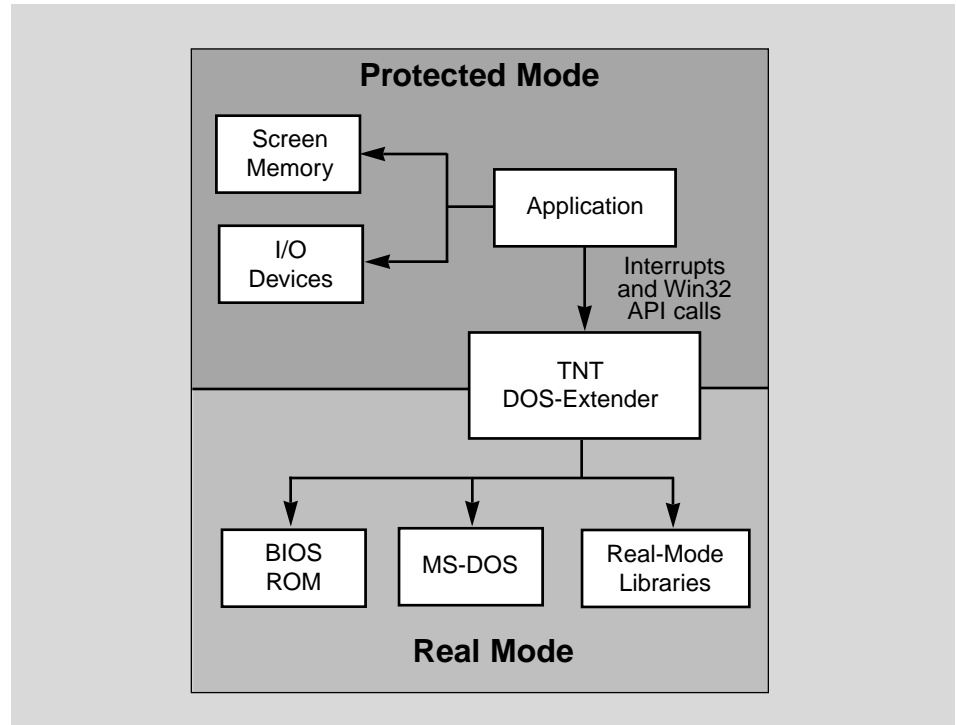 Protected Mode
Screen
Memory
Application
I/O
Devices
Interrupts
and Win32
API calls
TNT
DOS-Extender
BIOS
ROM
MS-DOS
Real-Mode
Libraries
Real Mode